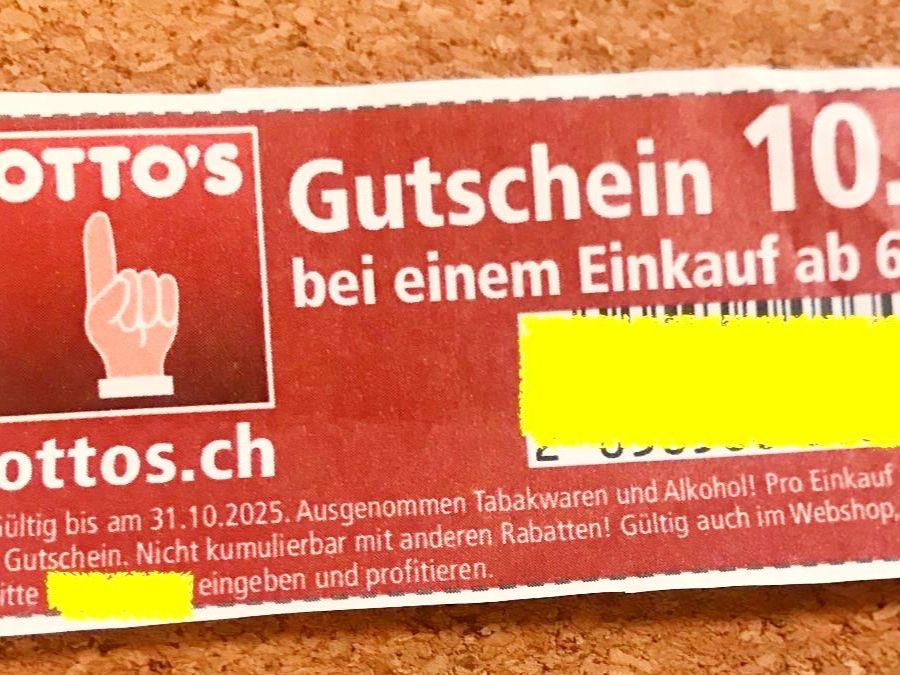 OTTO'S
Gutschein 10.
bei einem Einkauf ab 6
ottos.ch
Gültig bis am 31.10.2025. Ausgenommen Tabakwaren und Alkohol! Pro Einkauf
Gutschein. Nicht kumulierbar mit anderen Rabatten! Gültig auch im Webshop,
itte eingeben und profitieren.